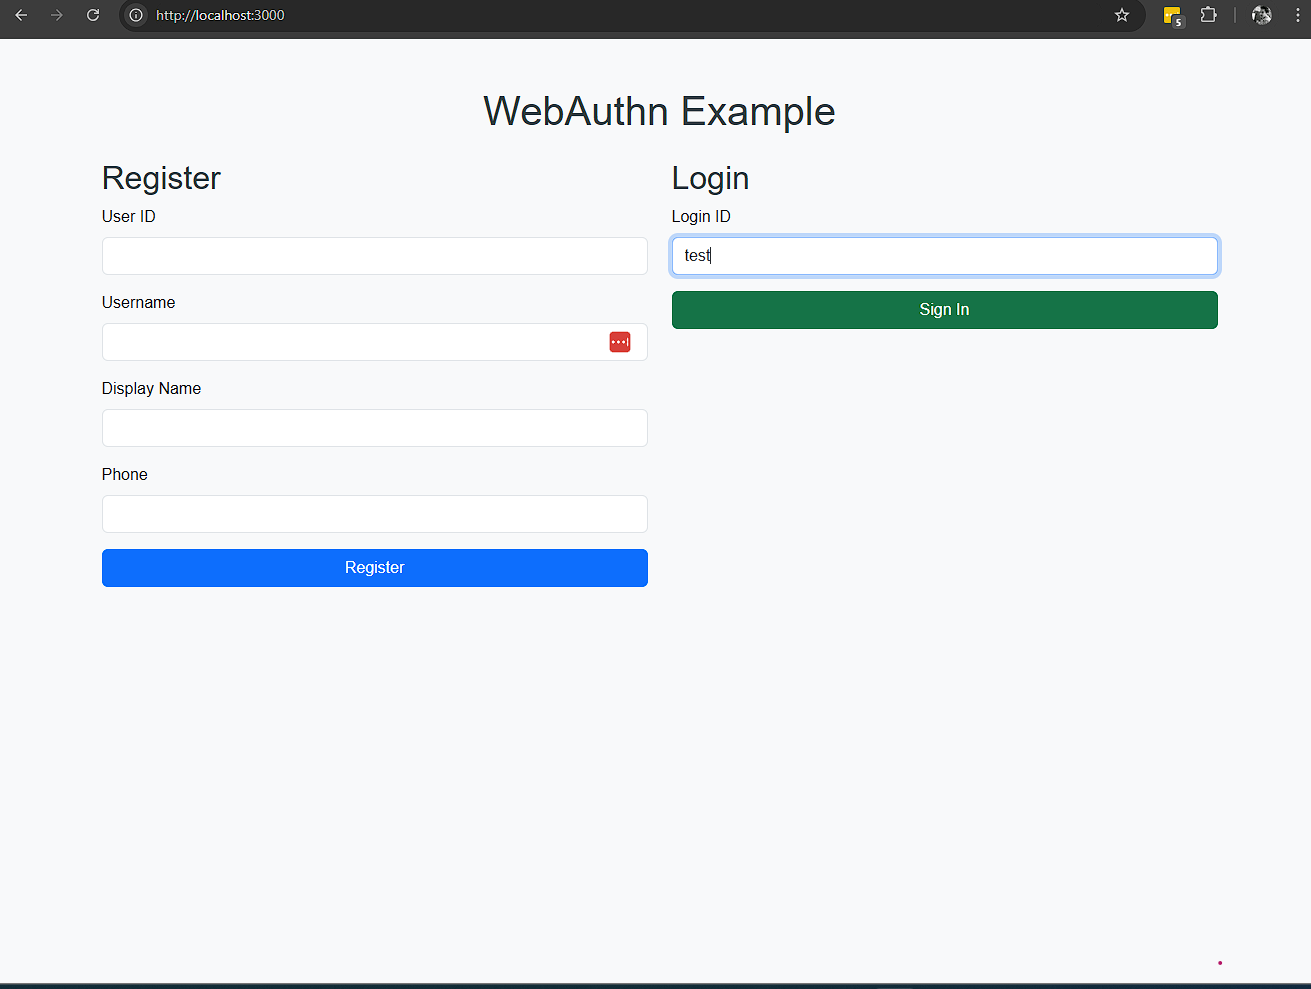 http://localhost:3000
5
WebAuthn Example
Register
User ID
Username
Display Name
Phone
Register
Login
Login ID
test
Sign In